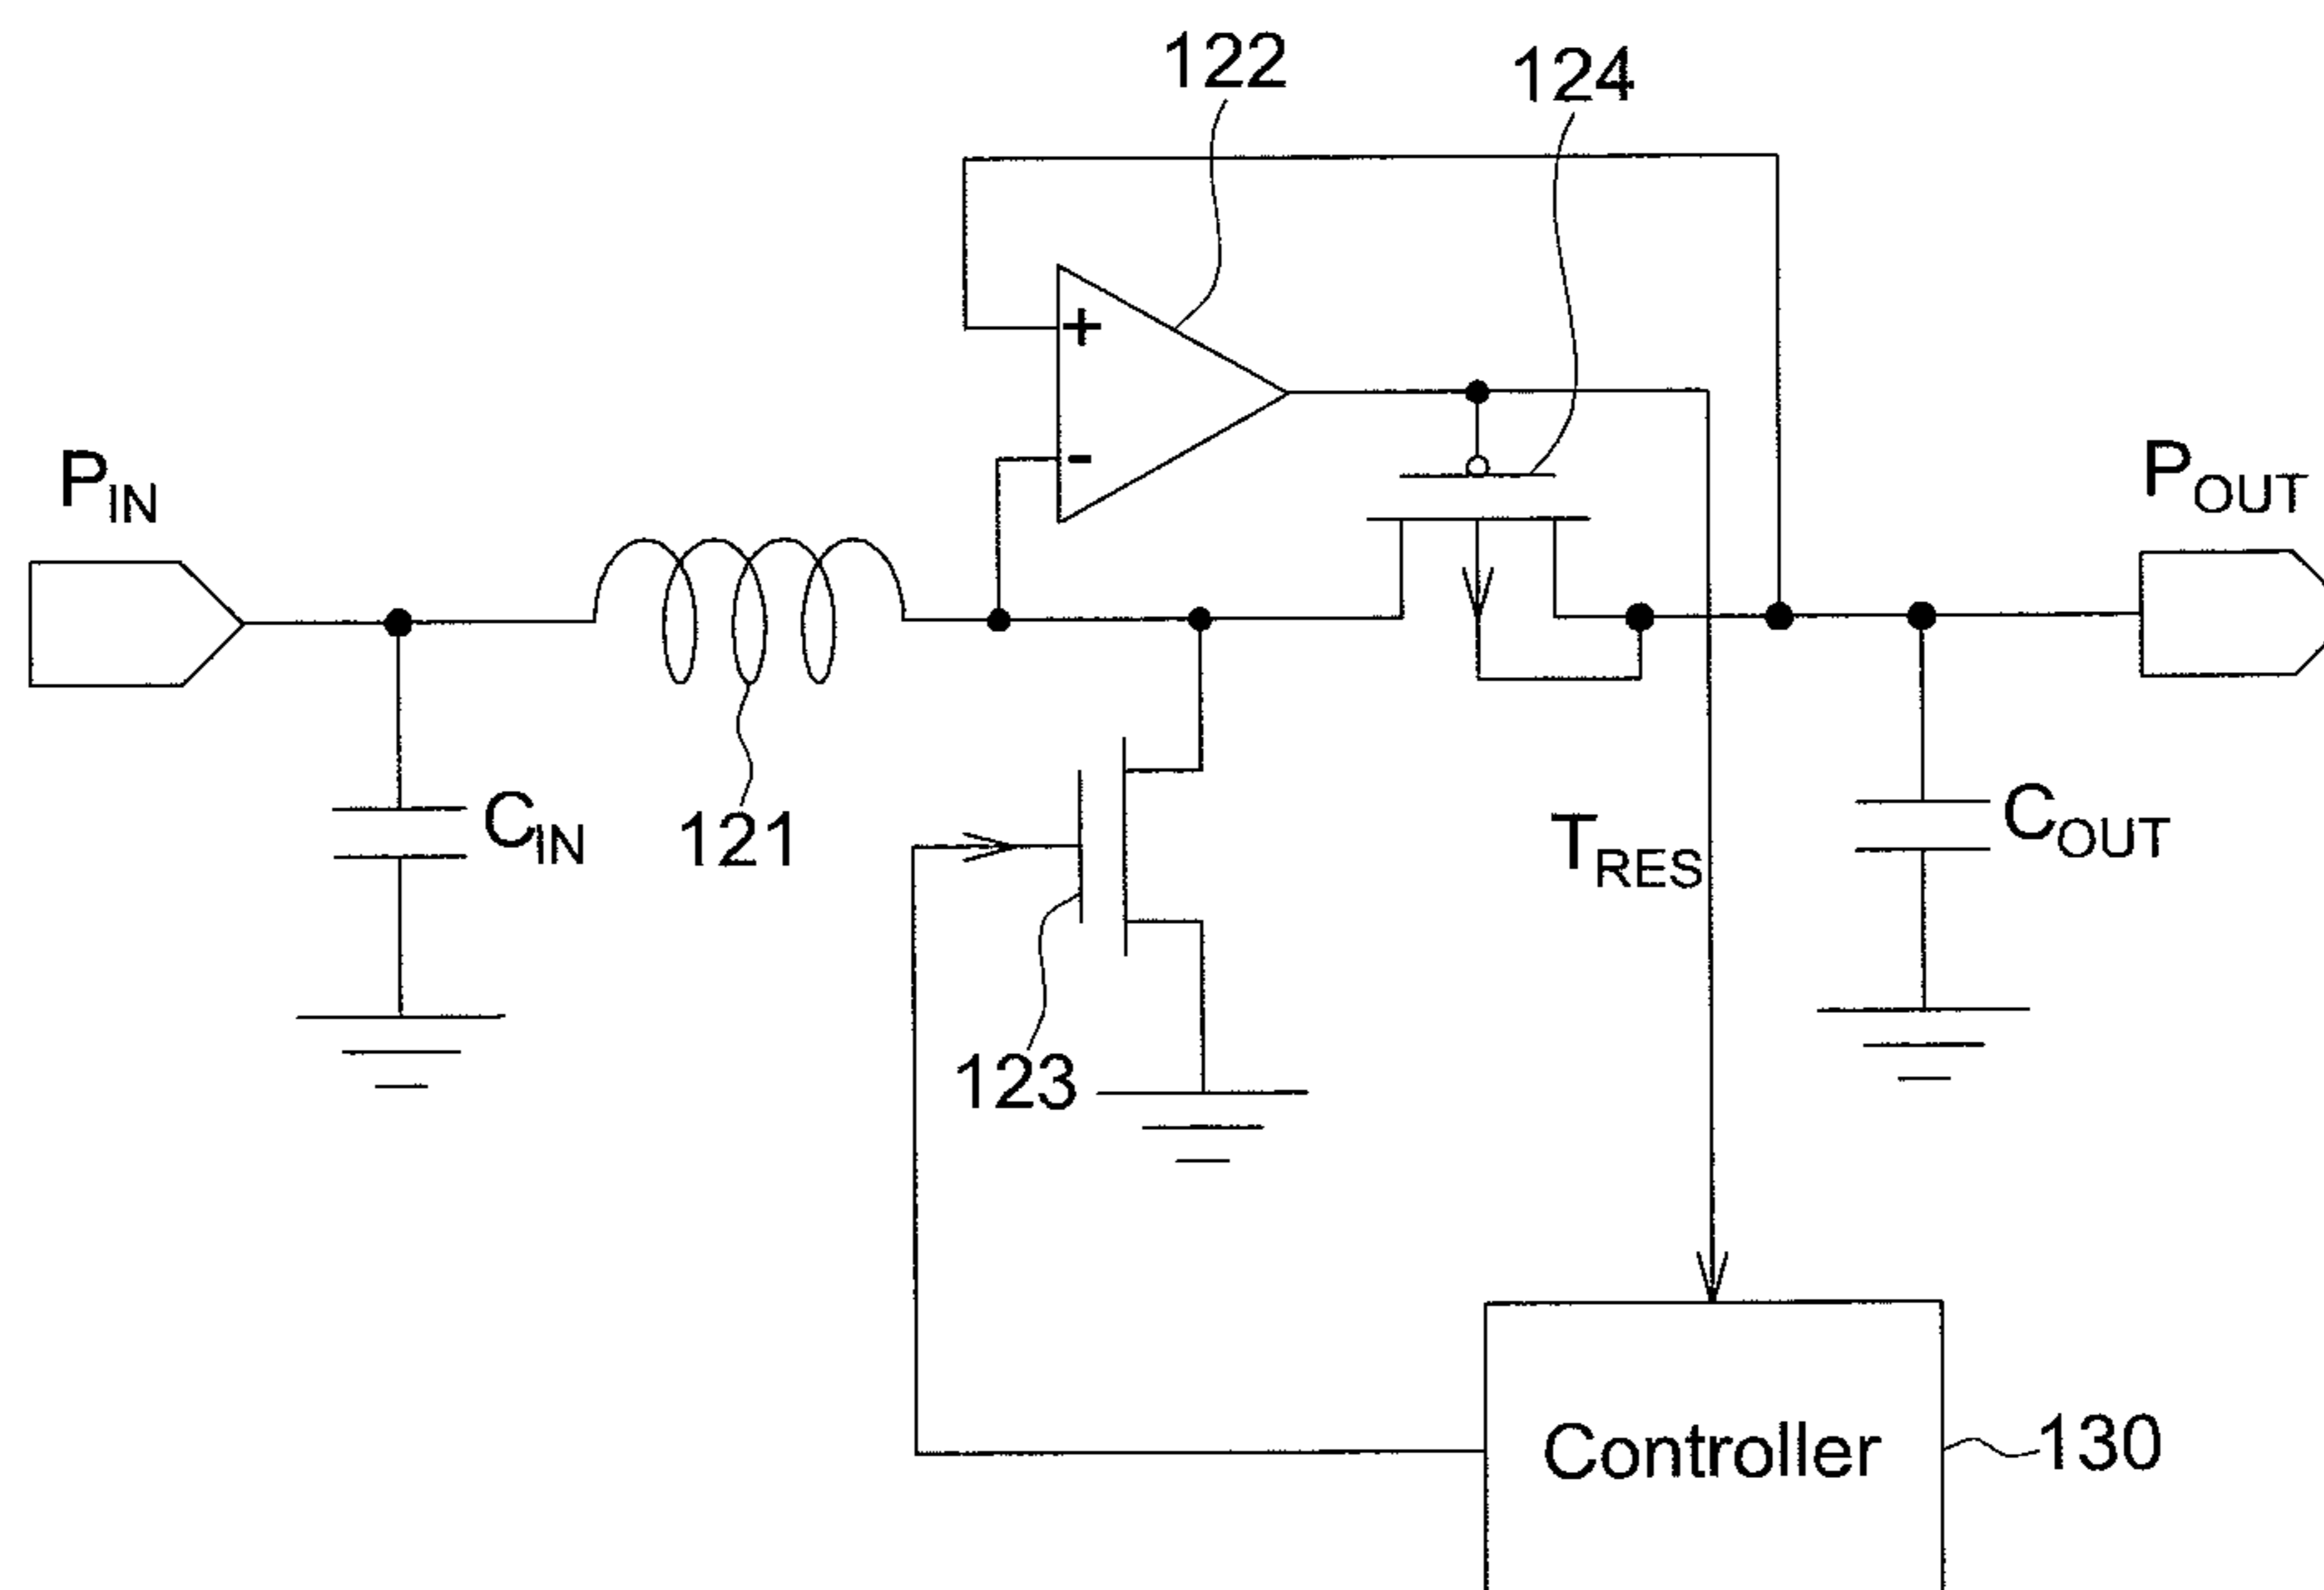 122
124
+
-
P_IN
P_OUT
C_IN
121
T_RES
C_OUT
123
Controller
130